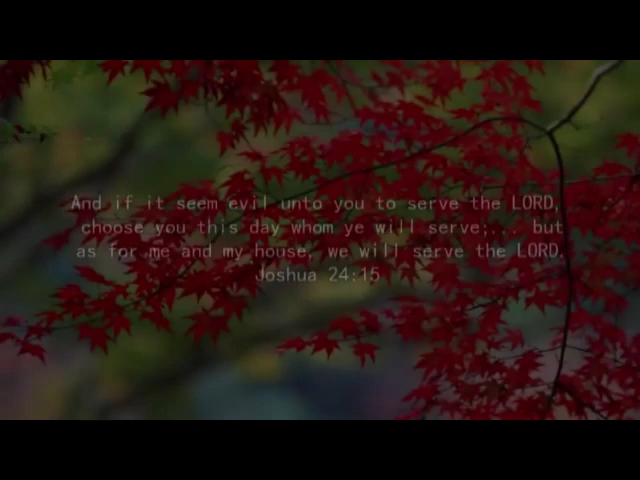 And if it seem evil unto you to serve the LORD,
choose you this day whom ye will serve;... but
as for me and my house, we will serve the LORD.
Joshua 24:15